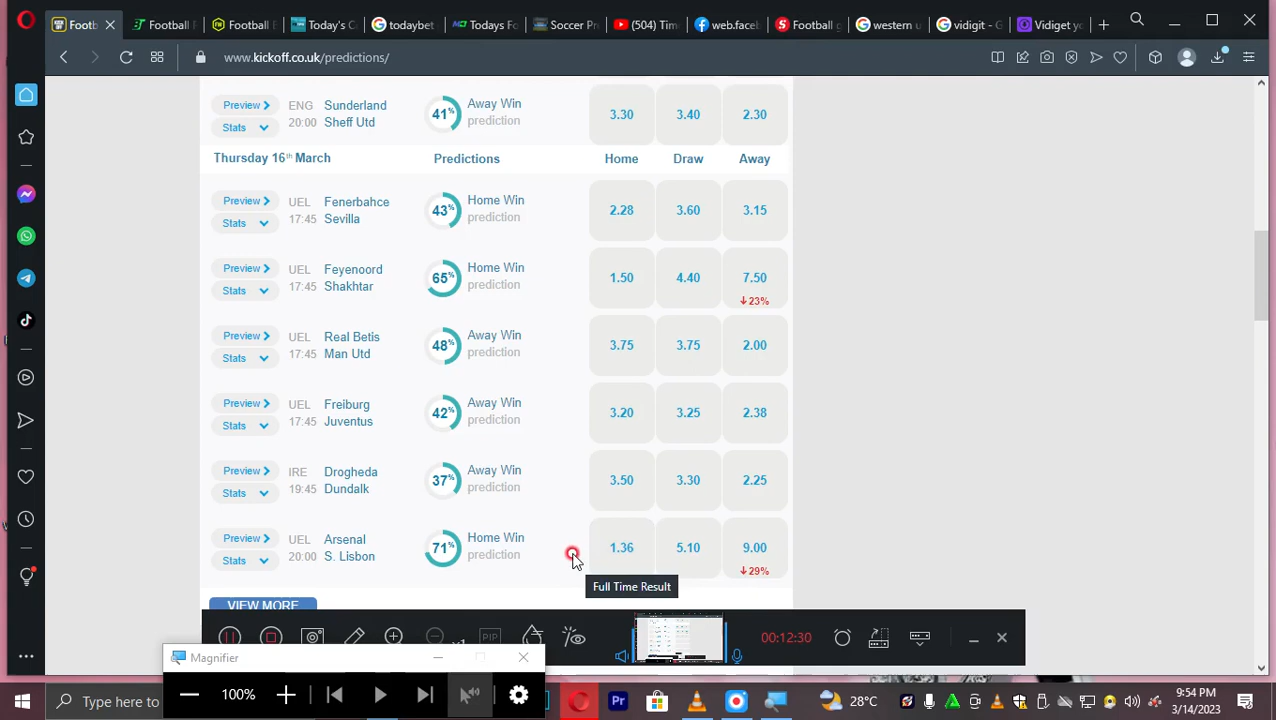 Footb
Football F
Football F
Today's C
todaybet
Todays Fo
Soccer Pr
(504) Tim
web.faceb
Football g
western u
vidigit - G
Vidiget yo
www.kickoff.co.uk/predictions/
Preview
ENG
Sunderland
41%
Away Win
3.30
3.40
2.30
Stats
20:00
Sheff Utd
prediction
Thursday 16th March
Predictions
Home
Draw
Away
Preview
UEL
Fenerbahce
43%
Home Win
2.28
3.60
3.15
Stats
17:45
Sevilla
prediction
Preview
UEL
Feyenoord
65%
Home Win
1.50
4.40
7.50
Stats
17:45
Shakhtar
prediction
23%
Preview
UEL
Real Betis
48%
Away Win
3.75
3.75
2.00
Stats
17:45
Man Utd
prediction
Preview
UEL
Freiburg
42%
Away Win
3.20
3.25
2.38
Stats
17:45
Juventus
prediction
Preview
IRE
Drogheda
37%
Away Win
3.50
3.30
2.25
Stats
19:45
Dundalk
prediction
Preview
UEL
Arsenal
71%
Home Win
1.36
5.10
9.00
Stats
20:00
S. Lisbon
prediction
29%
Full Time Result
VIEW MORE
x1
PIP
00:12:30
Magnifier
100%
Type here to
Pr
28°C
9:54 PM
3/14/2023